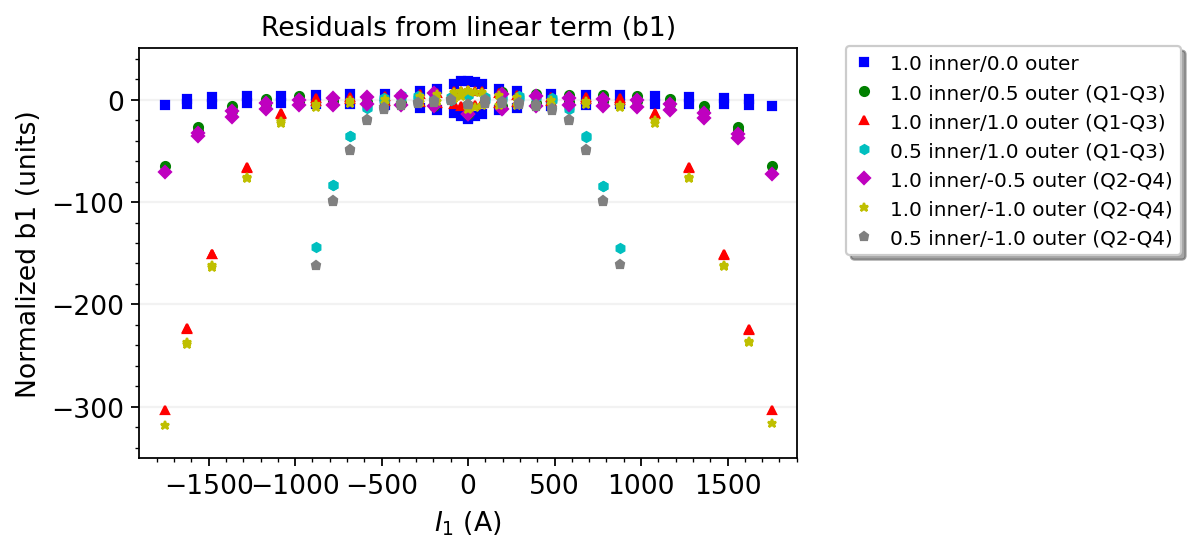 Residuals from linear term (b1)
Normalized b1 (units)
0
−100
−200
−300
−1500
−1000
−500
0
500
1000
1500
I1 (A)
1.0 inner/0.0 outer
1.0 inner/0.5 outer (Q1-Q3)
1.0 inner/1.0 outer (Q1-Q3)
0.5 inner/1.0 outer (Q1-Q3)
1.0 inner/-0.5 outer (Q2-Q4)
1.0 inner/-1.0 outer (Q2-Q4)
0.5 inner/-1.0 outer (Q2-Q4)